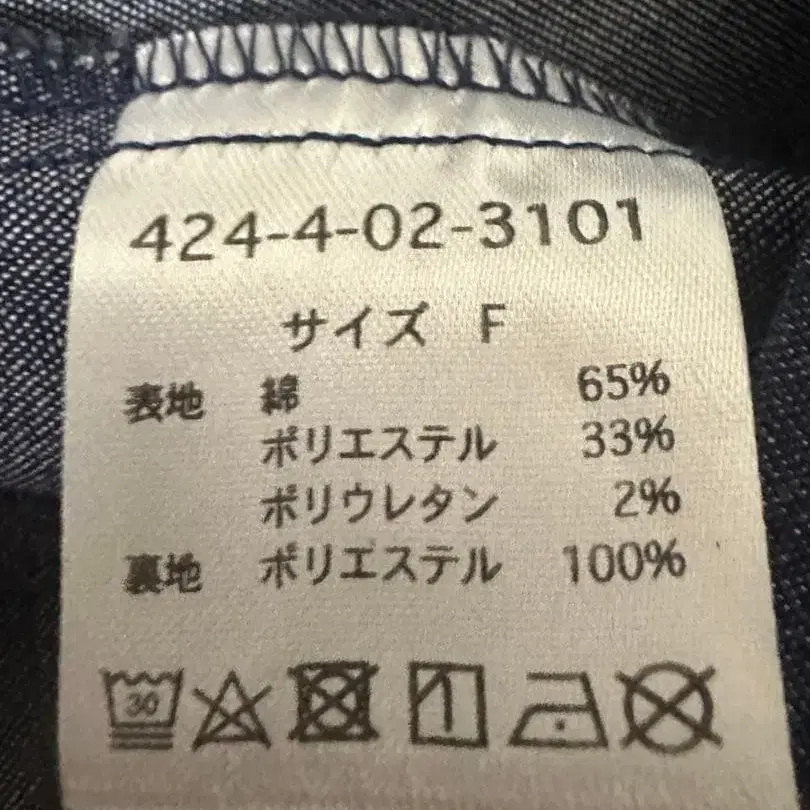 424-4-02-3101
サイズ F
表地 綿 65%
ポリエステル 33%
ポリウレタン 2%
裏地 ポリエステル 100%
30